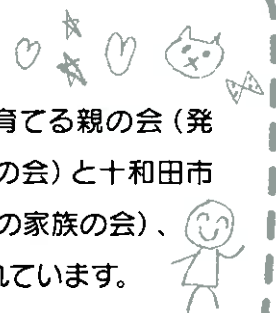 育てる親の会（発
の会）と十和田市
の家族の会）、
れています。